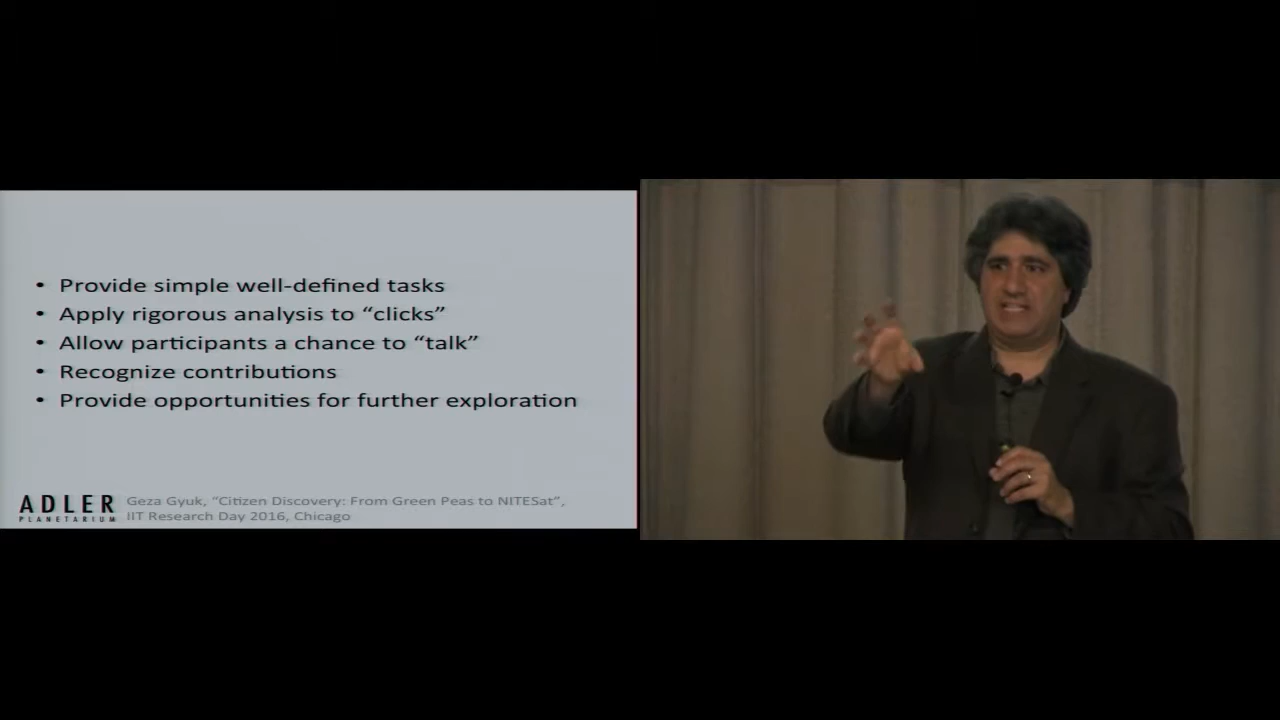 • Provide simple well-defined tasks
• Apply rigorous analysis to “clicks”
• Allow participants a chance to “talk”
• Recognize contributions
• Provide opportunities for further exploration
ADLER
PLANETARIUM
Geza Gyuk, “Citizen Discovery: From Green Peas to NITESat”,
IIT Research Day 2016, Chicago